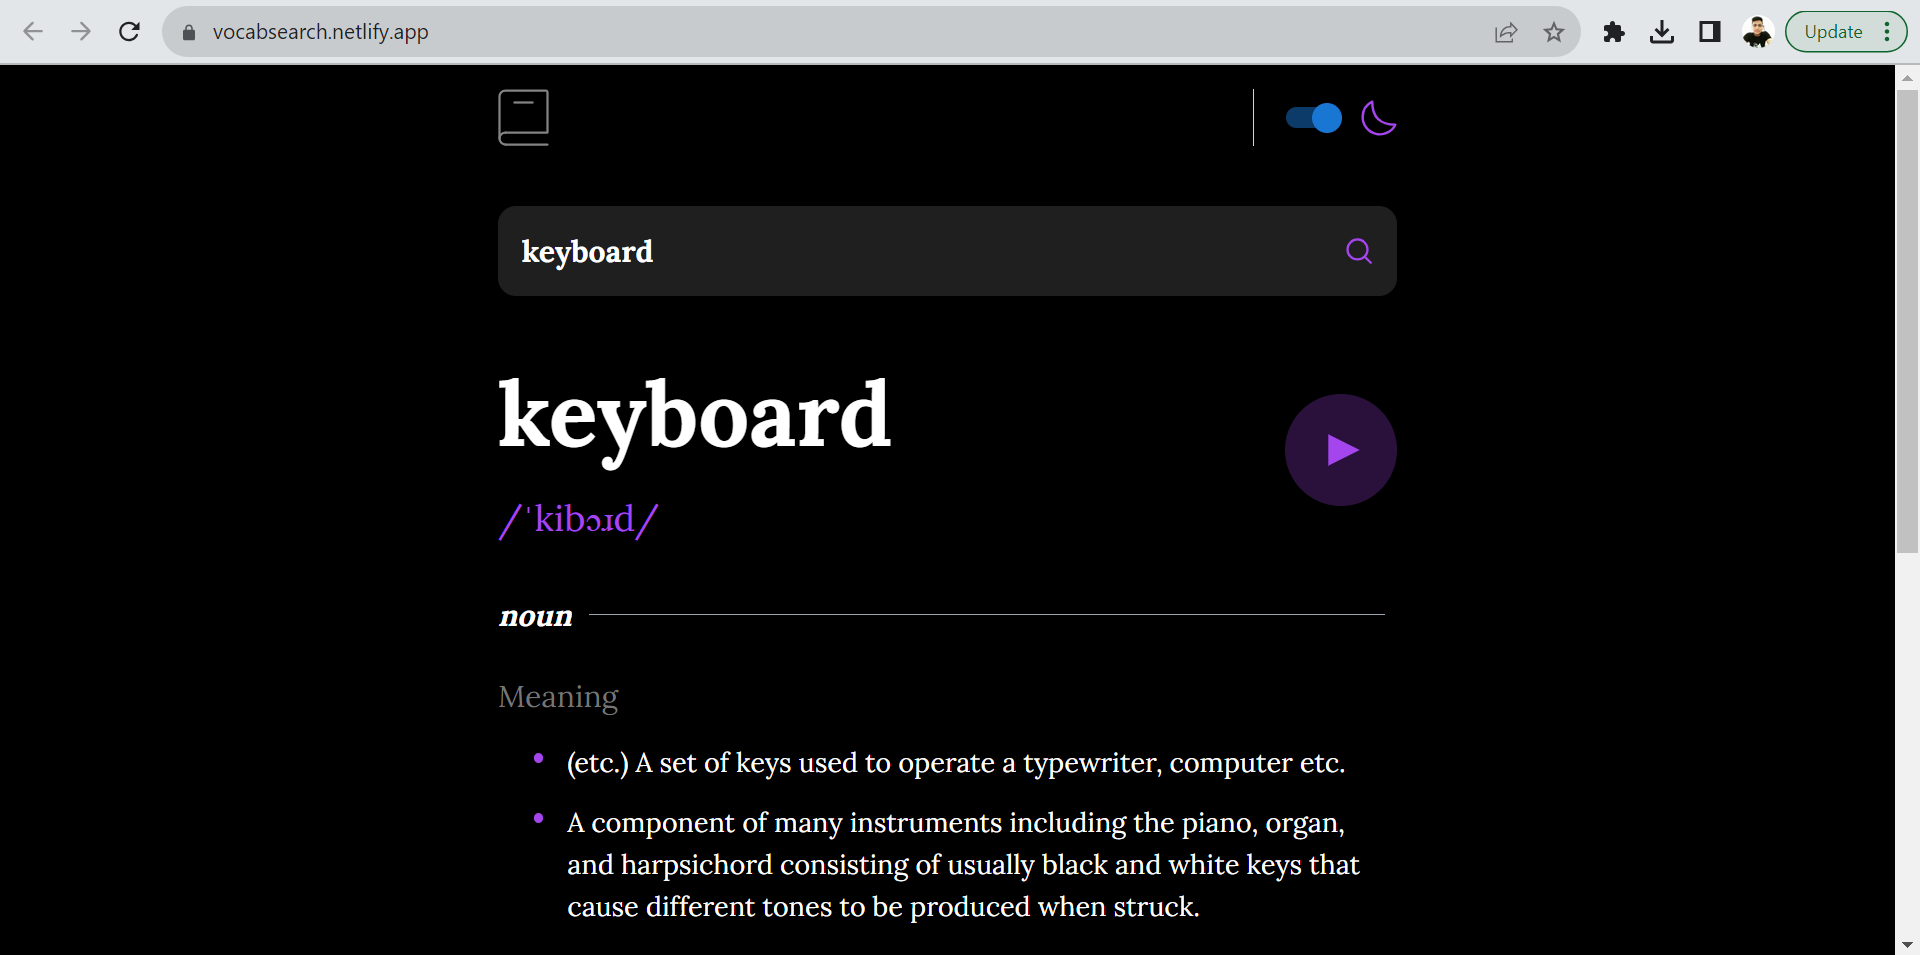 vocabsearch.netlify.app
Update
keyboard
keyboard
/ˈkibɔɹd/
noun
Meaning
(etc.) A set of keys used to operate a typewriter, computer etc.
A component of many instruments including the piano, organ,
and harpsichord consisting of usually black and white keys that
cause different tones to be produced when struck.